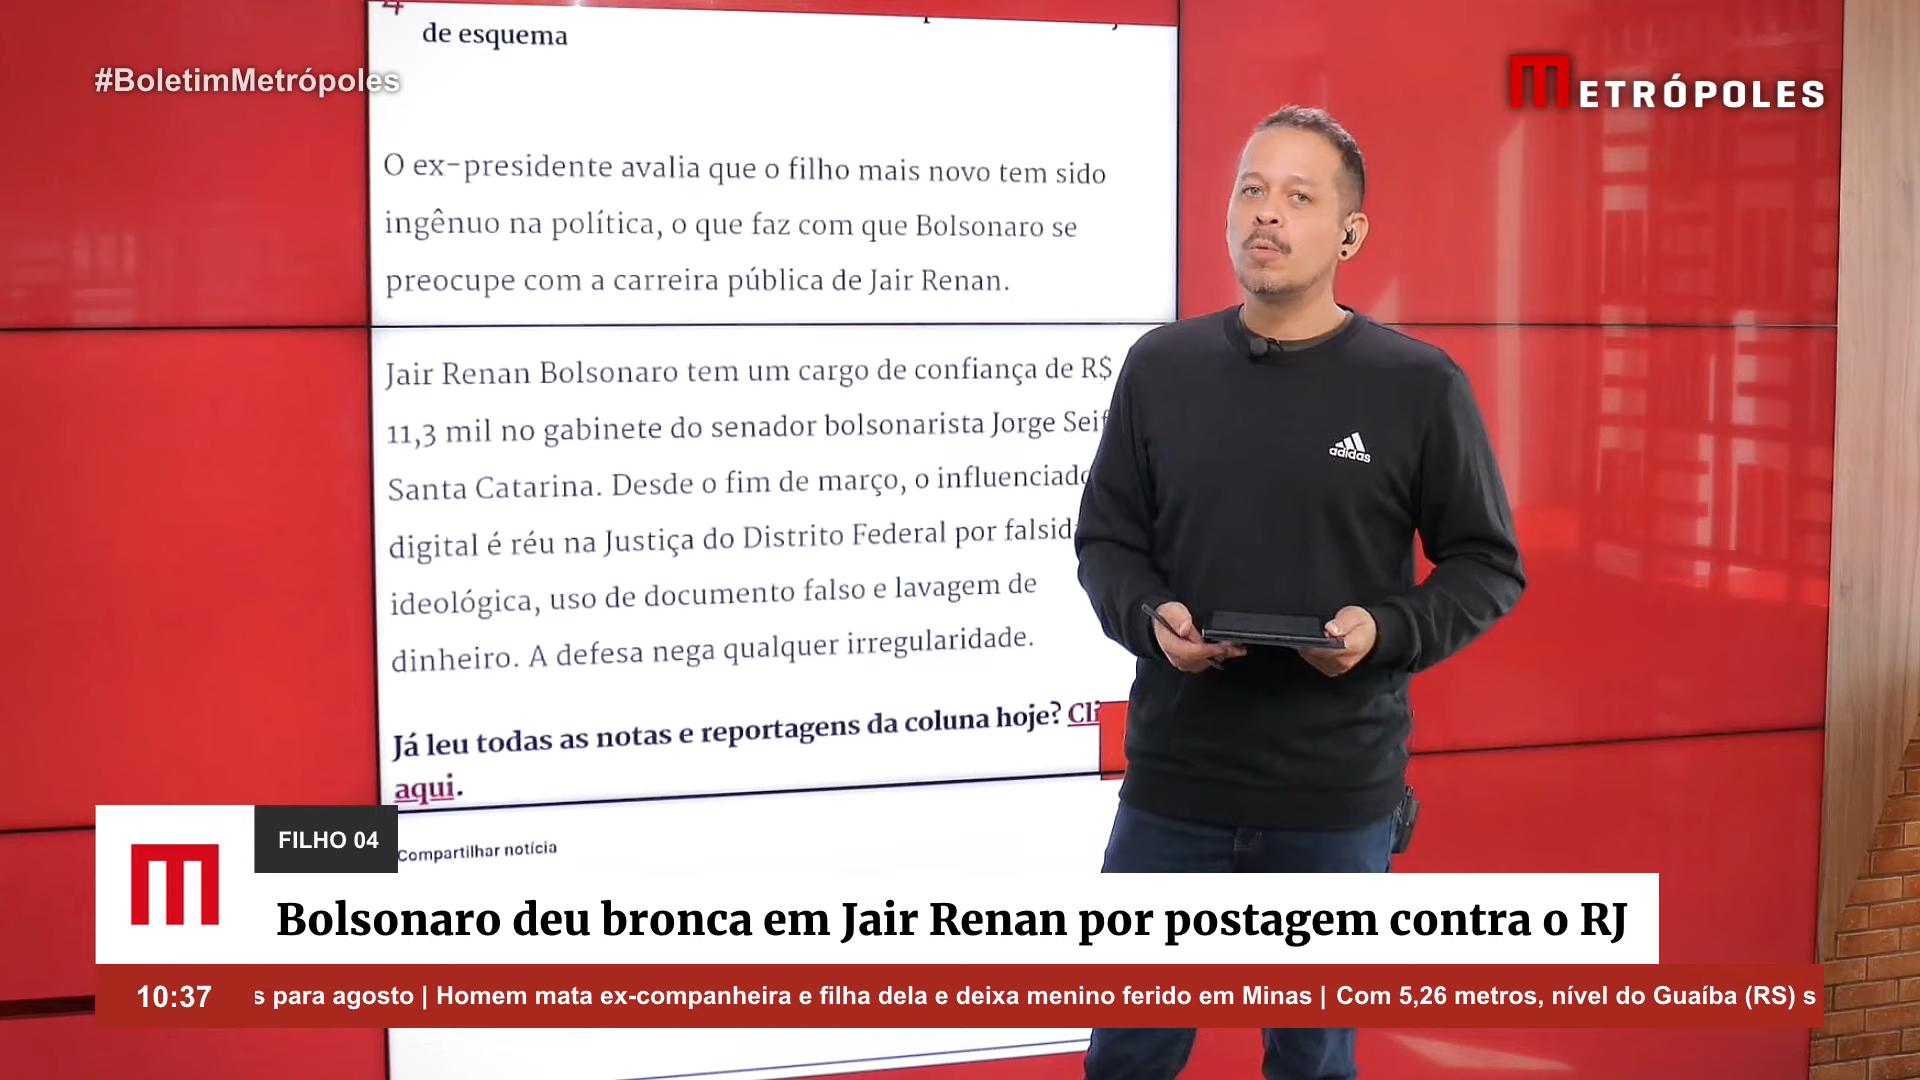 de esquema
#BoletimMetrópoles
METRÓPOLES
O ex-presidente avalia que o filho mais novo tem sido
ingênuo na política, o que faz com que Bolsonaro se
preocupe com a carreira pública de Jair Renan.
Jair Renan Bolsonaro tem um cargo de confiança de R$
11,3 mil no gabinete do senador bolsonarista Jorge Seif
Santa Catarina. Desde o fim de março, o
digital é réu na Justiça do Distrito Federal por
ideológica, uso de documento falso e lavagem de
dinheiro. A defesa nega qualquer irregularidade.
adidas
Já leu todas as notas e reportagens da coluna hoje?
aqui.
Compartilhar notícia
FILHO 04
Bolsonaro deu bronca em Jair Renan por postagem contra o RJ
10:37
s para agosto | Homem mata ex-companheira e filha dela e deixa menino ferido em Minas | Com 5,26 metros, nível do Guaíba (RS) s